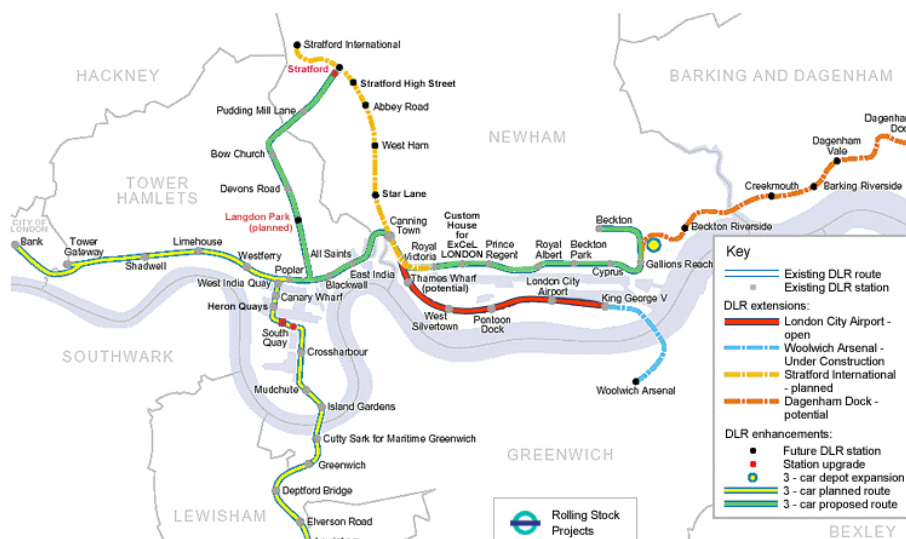 Stratford International
HACKNEY
Stratford
BARKING AND DAGENHAM
Stratford High Street
Abbey Road
Pudding Mill Lane
Dagenham
Dock
Dagenham
Vale
NEWHAM
West Ham
Bow Church
TOWER
HAMLETS
Devons Road
Star Lane
Creekmouth
Barking Riverside
Langdon Park
(planned)
Canning
Town
Custom
House
for
ExCeL
LONDON
Beckton
Beckton Riverside
CITY OF
LONDON
Bank
Tower
Gateway
Limehouse
Shadwell
Westferry
All Saints
Poplar
East India
Blackwall
Royal
Victoria
Prince
Regent
Royal
Albert
Beckton
Park
Cyprus
Gallions Reach
West India Quay
Canary Wharf
Thames Wharf
(potential)
London City
Airport
King George V
Heron Quays
South
Quay
West
Silvertown
Pontoon
Dock
SOUTHWARK
Crossharbour
Mudchute
Woolwich Arsenal
Island Gardens
Cutty Sark for Maritime Greenwich
Greenwich
GREENWICH
Deptford Bridge
LEWISHAM
Elverson Road
Rolling Stock
Projects
BEXLEY
Key
Existing DLR route
Existing DLR station
DLR extensions:
London City Airport -
open
Woolwich Arsenal -
Under Construction
Stratford International
- planned
Dagenham Dock -
potential
DLR enhancements:
Future DLR station
Station upgrade
3 - car depot expansion
3 - car planned route
3 - car proposed route